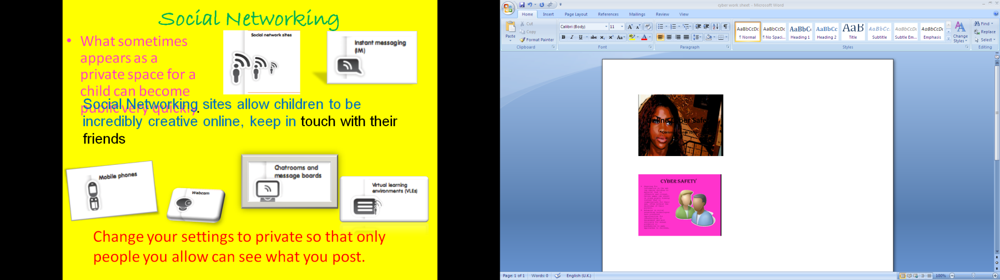 Social Networking
• What sometimes
appears as a
private space for a
child can become
public very quickly.
Social network sites
Instant messaging
(IM)
Social Networking sites allow children to be
incredibly creative online, keep in touch with their
friends
Mobile phones
Webcam
Chatrooms and
message boards
Virtual learning
environments (VLEs)
Change your settings to private so that only
people you allow can see what you post.
cyber work sheet - Microsoft Word
Home Insert Page Layout References Mailings Review View
Paste
Cut
Copy
Format Painter
Clipboard
Calibri (Body) 11
Font
Paragraph
AaBbCcDc AaBbCcDc AaBbC AaBbCc AaB AaBbCc. AaBbCcDc AaBbCcDc
¶ Normal ¶ No Spaci... Heading 1 Heading 2 Title Subtitle Subtle Em... Emphasis
Change
Styles
Styles
Find
Replace
Select
Editing
Online Cyber Safe
CYBER SAFETY
Page: 1 of 1 Words: 0 English (U.K.) 100%